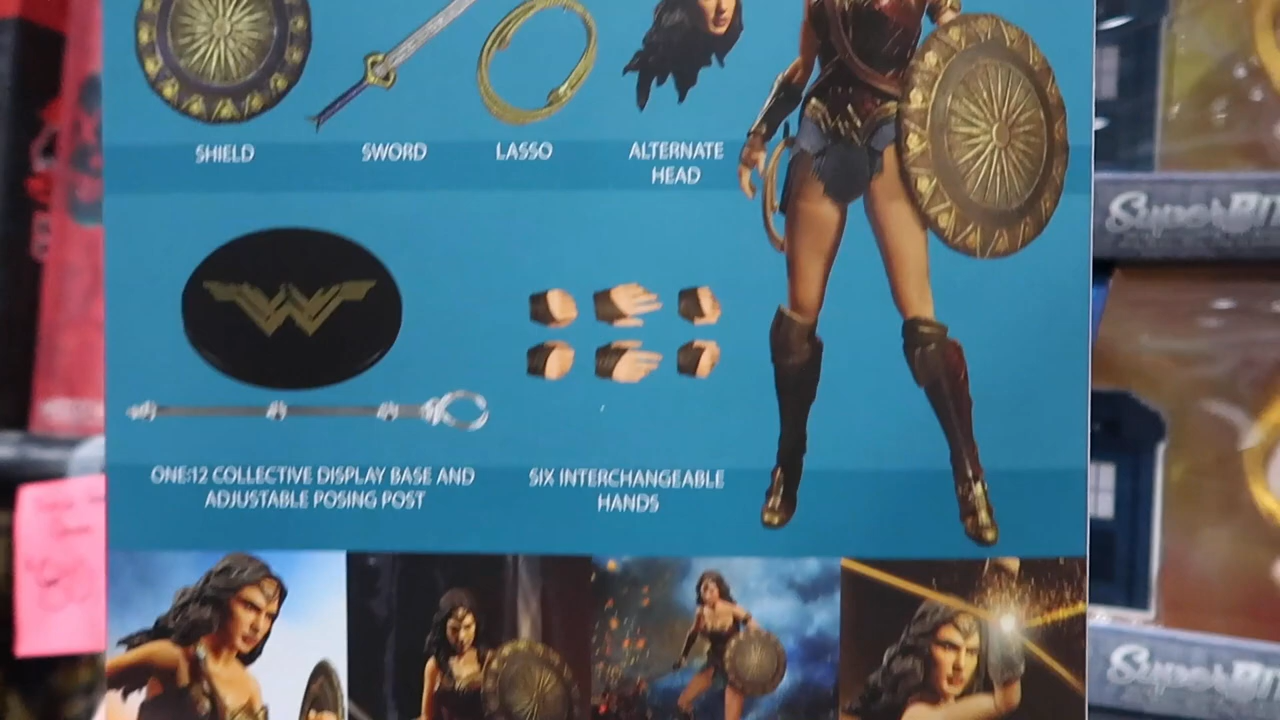 SHIELD
SWORD
LASSO
ALTERNATE
HEAD
ONE:12 COLLECTIVE DISPLAY BASE AND
ADJUSTABLE POSING POST
SIX INTERCHANGEABLE
HANDS